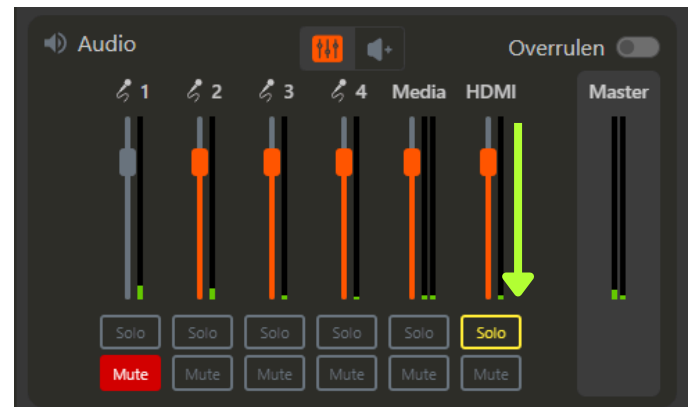 Audio
Overrulen
1 2 3 4 Media HDMI Master
Solo Solo Solo Solo Solo Solo
Mute Mute Mute Mute Mute Mute